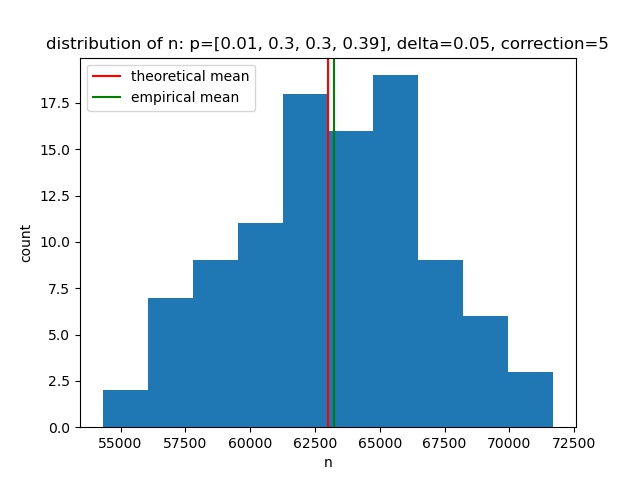 distribution of n: p=[0.01, 0.3, 0.3, 0.39], delta=0.05, correction=5
theoretical mean
empirical mean
17.5
15.0
12.5
10.0
7.5
5.0
2.5
0.0
count
55000 57500 60000 62500 65000 67500 70000 72500
n